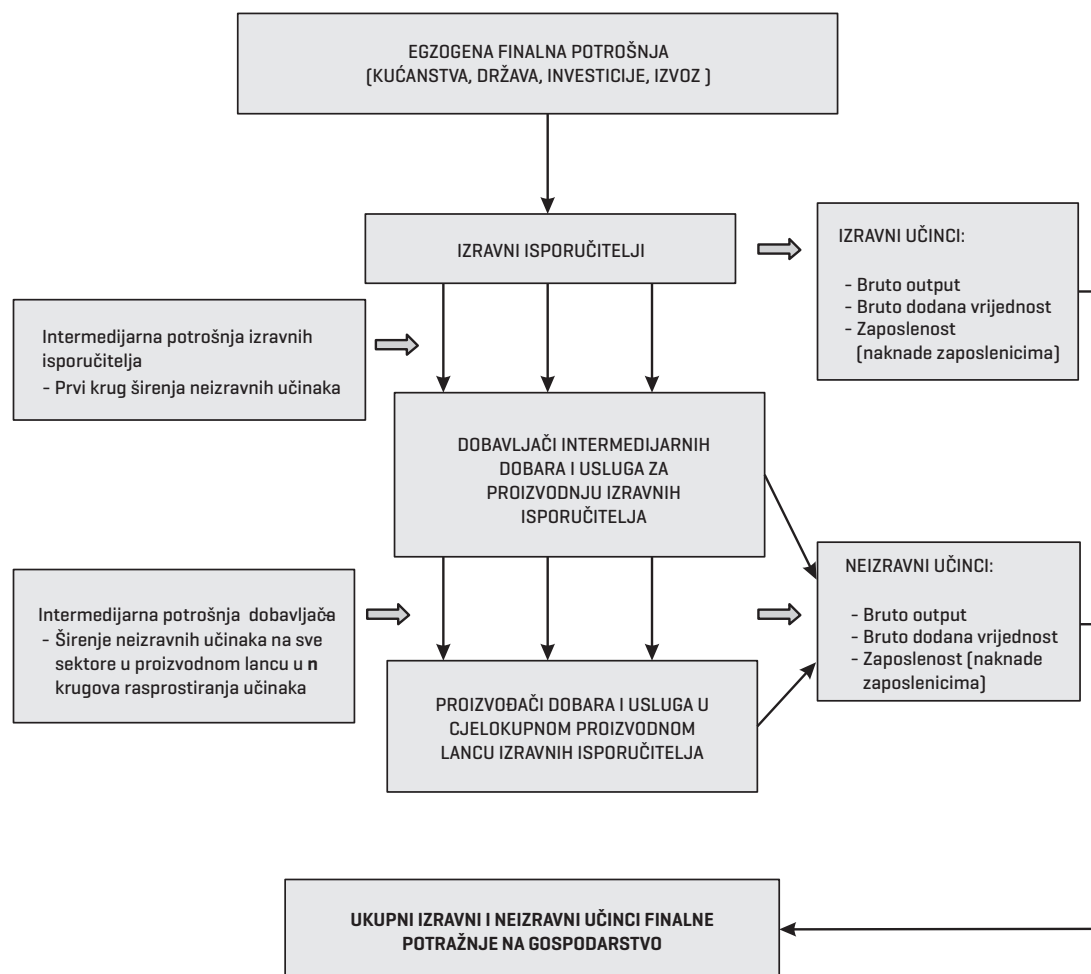 EGZOGENA FINALNA POTROŠNJA
(KUĆANSTVA, DRŽAVA, INVESTICIJE, IZVOZ )
IZRAVNI ISPORUČITELJI
IZRAVNI UČINCI:
- Bruto output
- Bruto dodana vrijednost
- Zaposlenost
(naknade zaposlenicima)
Intermedijarna potrošnja izravnih
isporučitelja
- Prvi krug širenja neizravnih učinaka
DOBAVLJAČI INTERMEDIJARNIH
DOBARA I USLUGA ZA
PROIZVODNJU IZRAVNIH
ISPORUČITELJA
Intermedijarna potrošnja dobavljača
- Širenje neizravnih učinaka na sve
sektore u proizvodnom lancu u n
krugova rasprostiranja učinaka
NEIZRAVNI UČINCI:
- Bruto output
- Bruto dodana vrijednost
- Zaposlenost (naknade
zaposlenicima)
PROIZVOĐAČI DOBARA I USLUGA U
CJELOKUPNOM PROIZVODNOM
LANCU IZRAVNIH ISPORUČITELJA
UKUPNI IZRAVNI I NEIZRAVNI UČINCI FINALNE
POTRAŽNJE NA GOSPODARSTVO